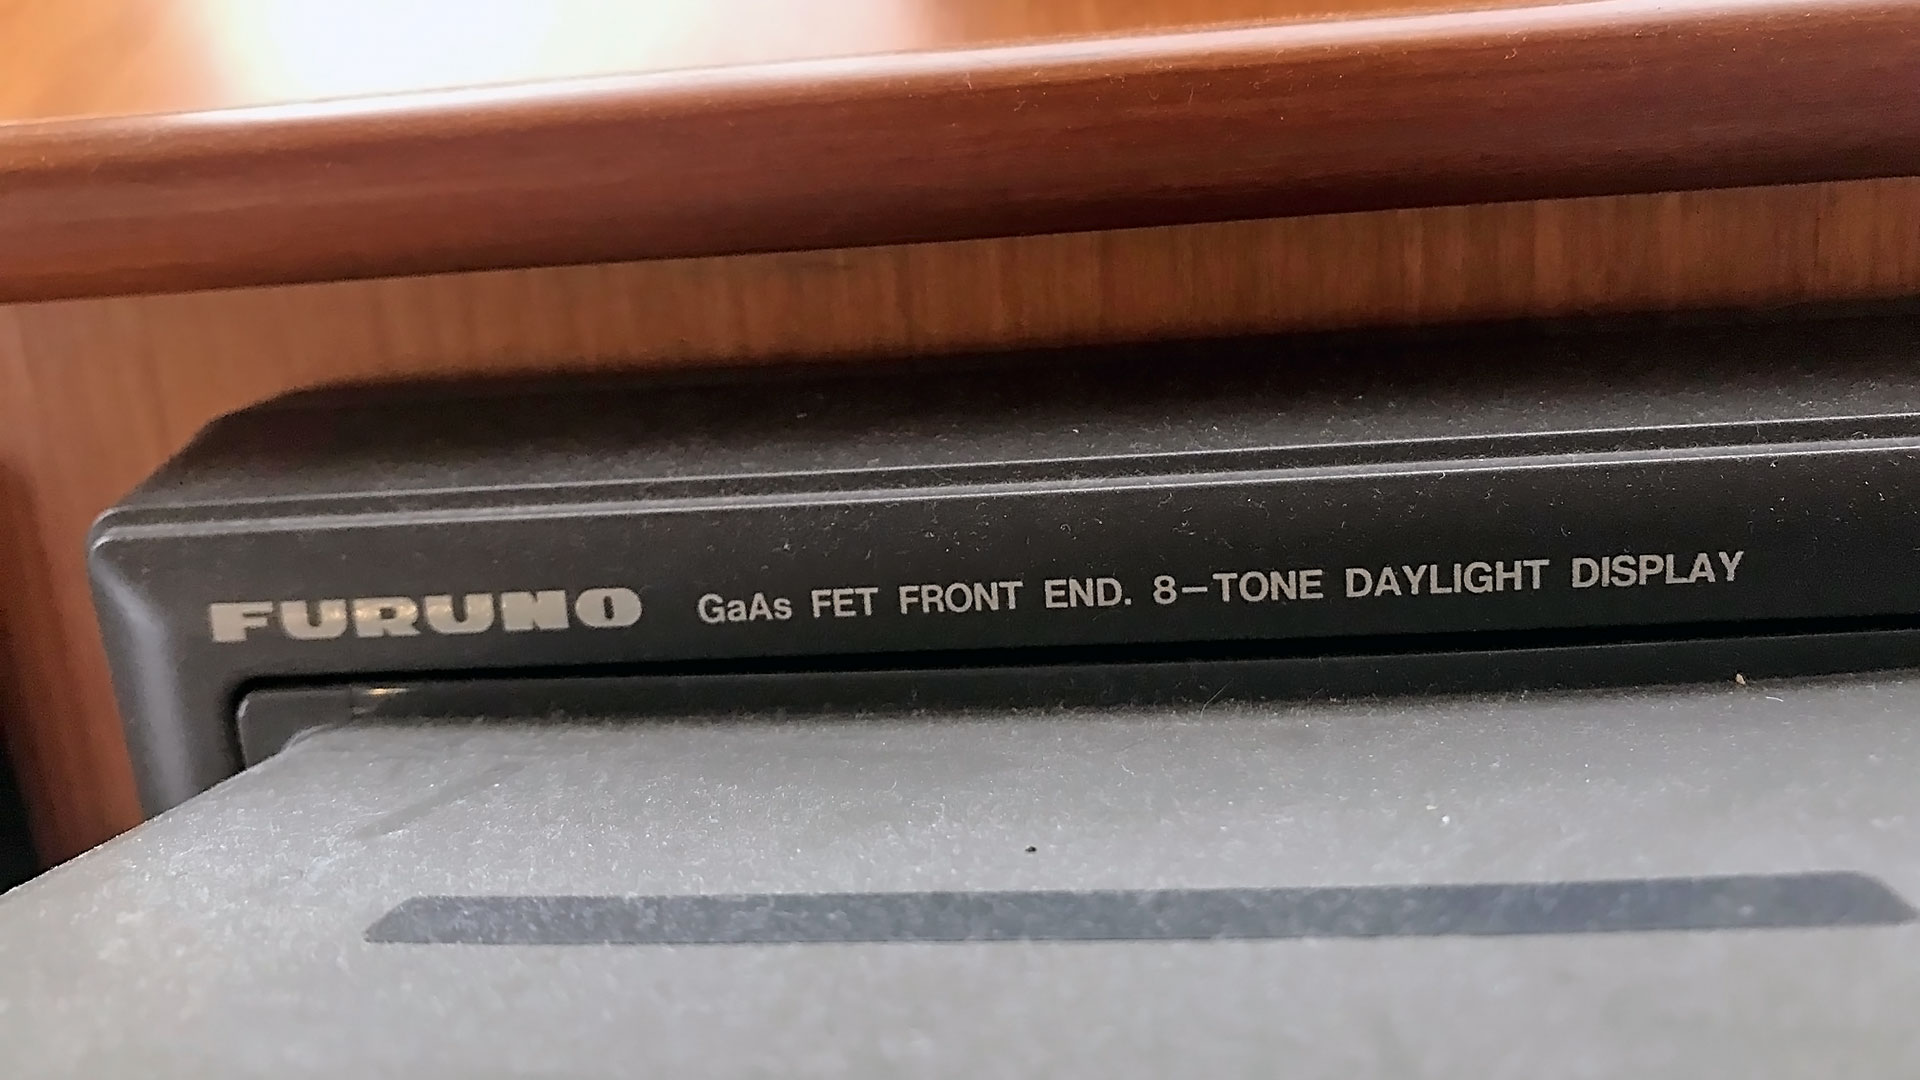 FURUNO GaAs FET FRONT END. 8-TONE DAYLIGHT DISPLAY